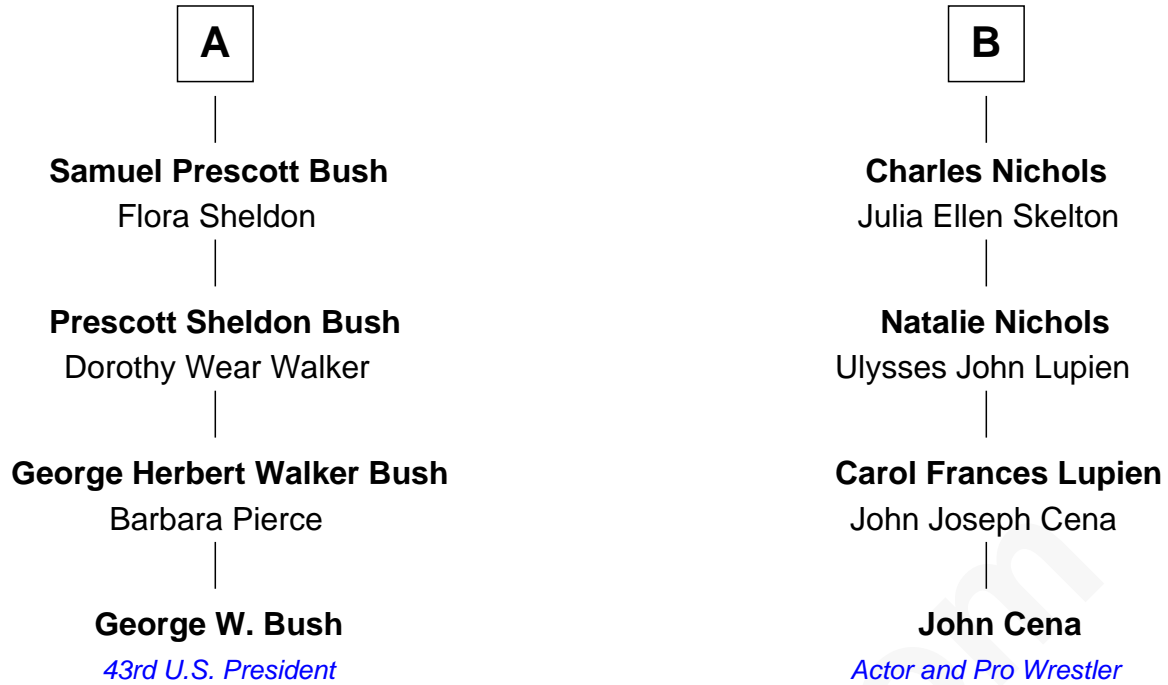 A
B
Samuel Prescott Bush
Flora Sheldon
Charles Nichols
Julia Ellen Skelton
Prescott Sheldon Bush
Dorothy Wear Walker
Natalie Nichols
Ulysses John Lupien
George Herbert Walker Bush
Barbara Pierce
Carol Frances Lupien
John Joseph Cena
George W. Bush
43rd U.S. President
John Cena
Actor and Pro Wrestler